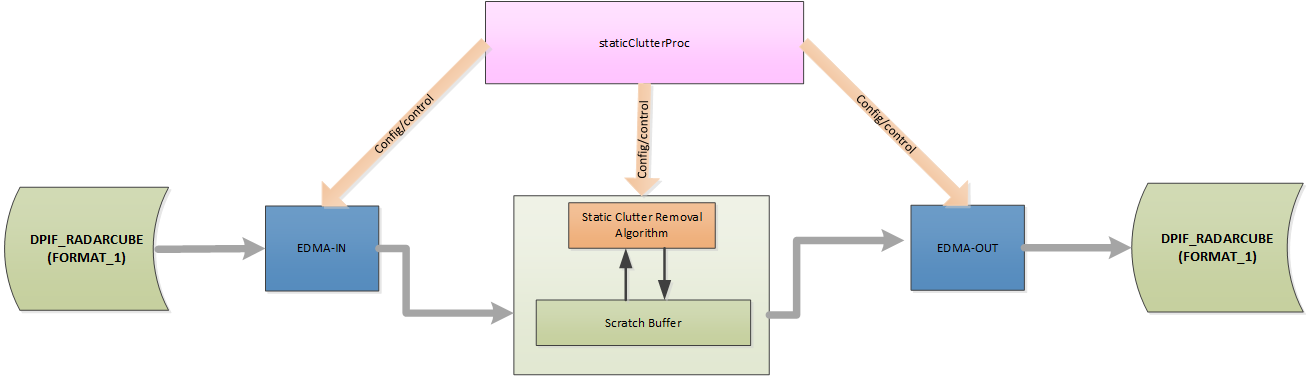 staticClutterProc
Config/control
Config/control
Config/control
DPIF_RADARCUBE
(FORMAT_1)
EDMA-IN
Static Clutter Removal
Algorithm
Scratch Buffer
EDMA-OUT
DPIF_RADARCUBE
(FORMAT_1)